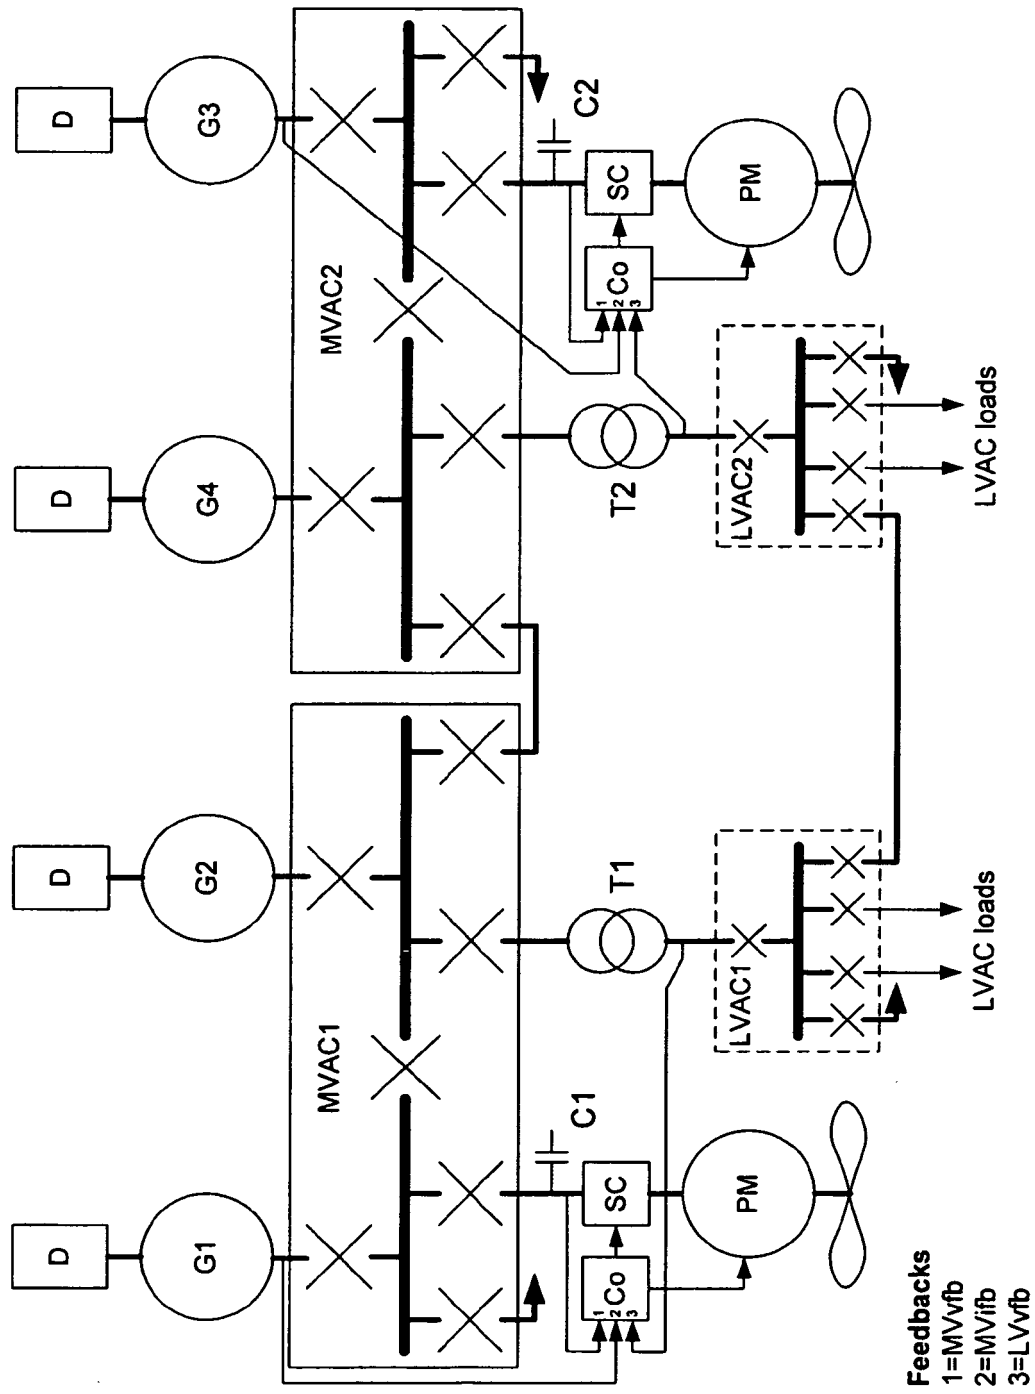 D
D
D
D
G1
G2
G4
G3
MVAC1
MVAC2
C1
C2
SC
SC
Co
1
2
3
Co
1
2
3
PM
PM
T1
T2
LVAC1
LVAC2
LVAC loads
LVAC loads
Feedbacks
1=MVvfb
2=MVifb
3=LVvfb